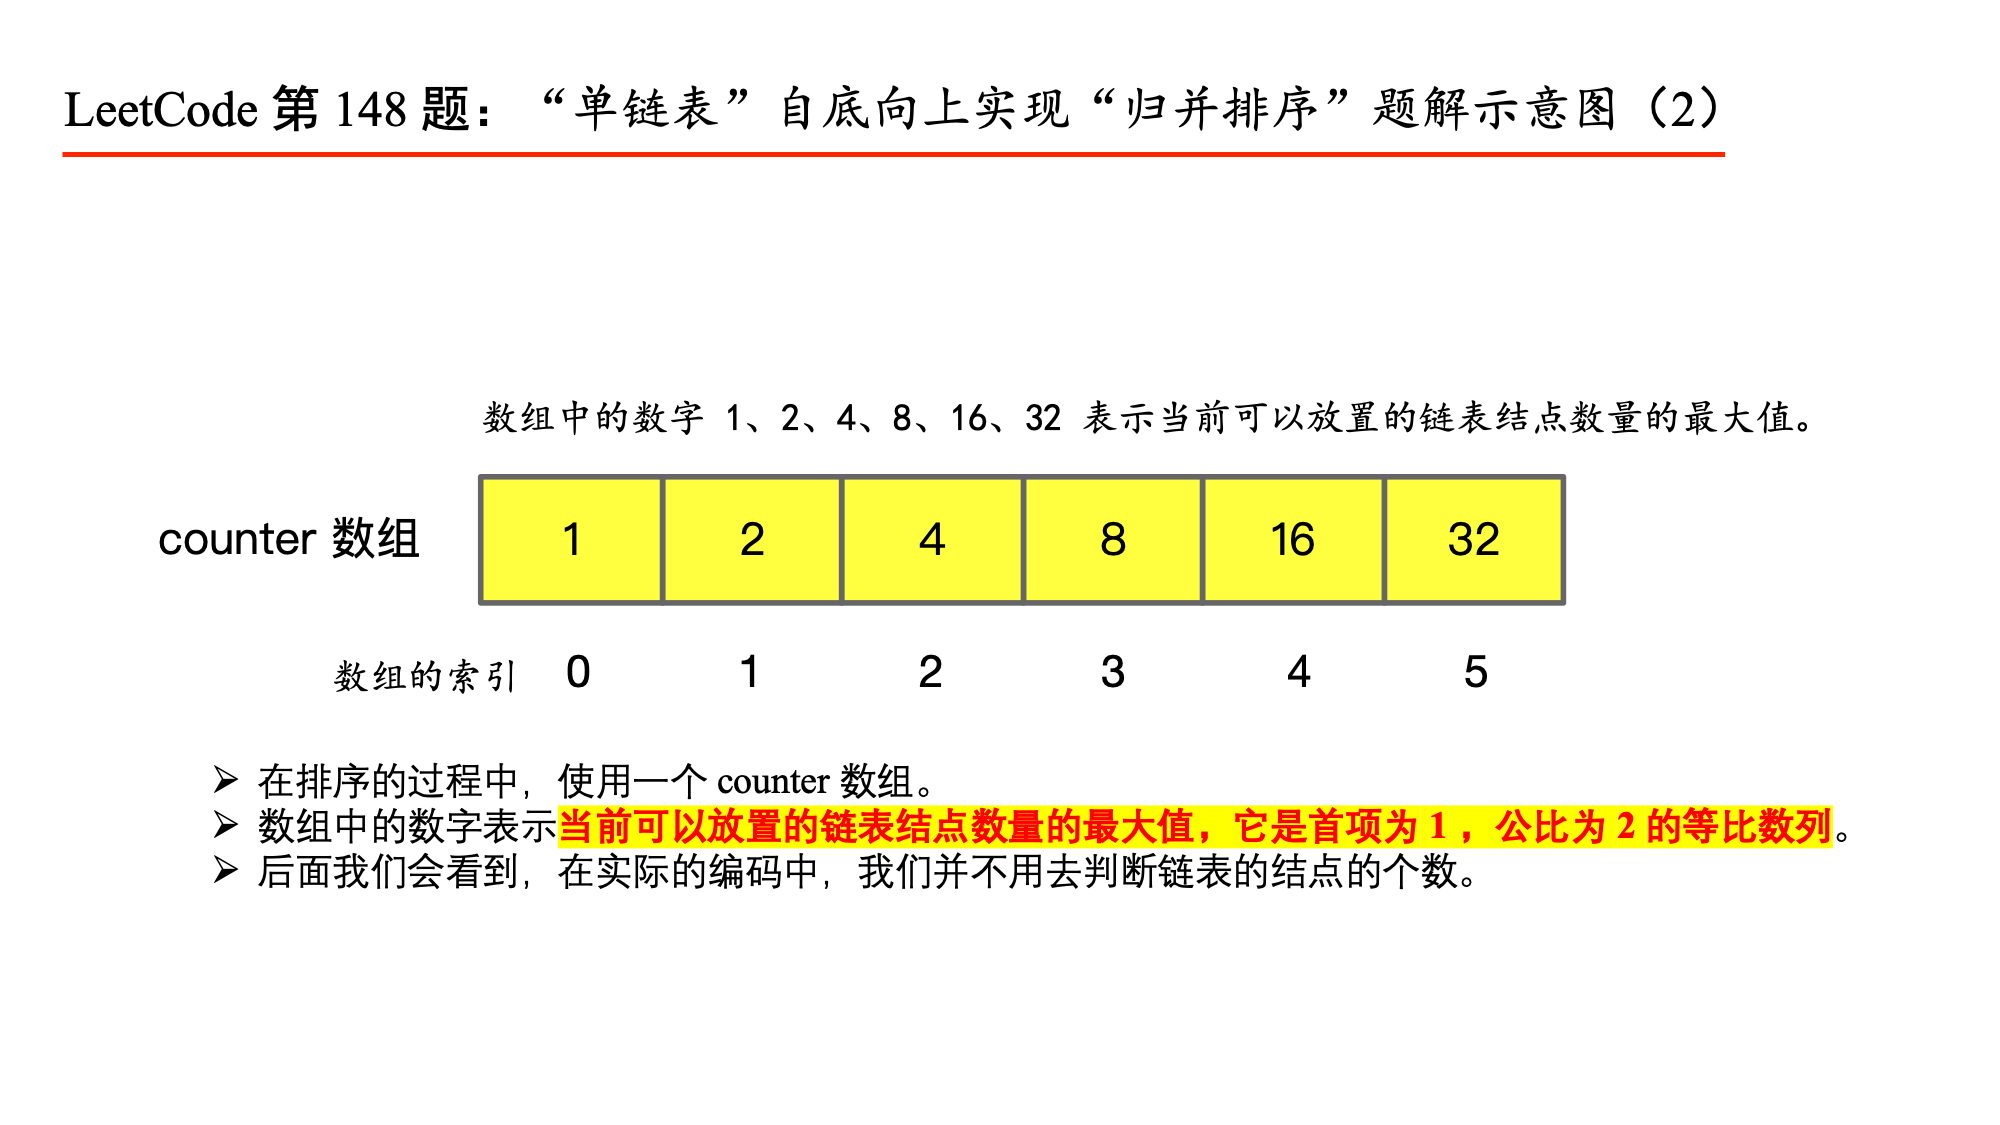 LeetCode 第 148 题：“单链表”自底向上实现“归并排序”题解示意图（2）
数组中的数字 1、2、4、8、16、32 表示当前可以放置的链表结点数量的最大值。
counter 数组 1 2 4 8 16 32
数组的索引 0 1 2 3 4 5
➢ 在排序的过程中，使用一个 counter 数组。
➢ 数组中的数字表示当前可以放置的链表结点数量的最大值，它是首项为 1 ，公比为 2 的等比数列。
➢ 后面我们会看到，在实际的编码中，我们并不用去判断链表的结点的个数。